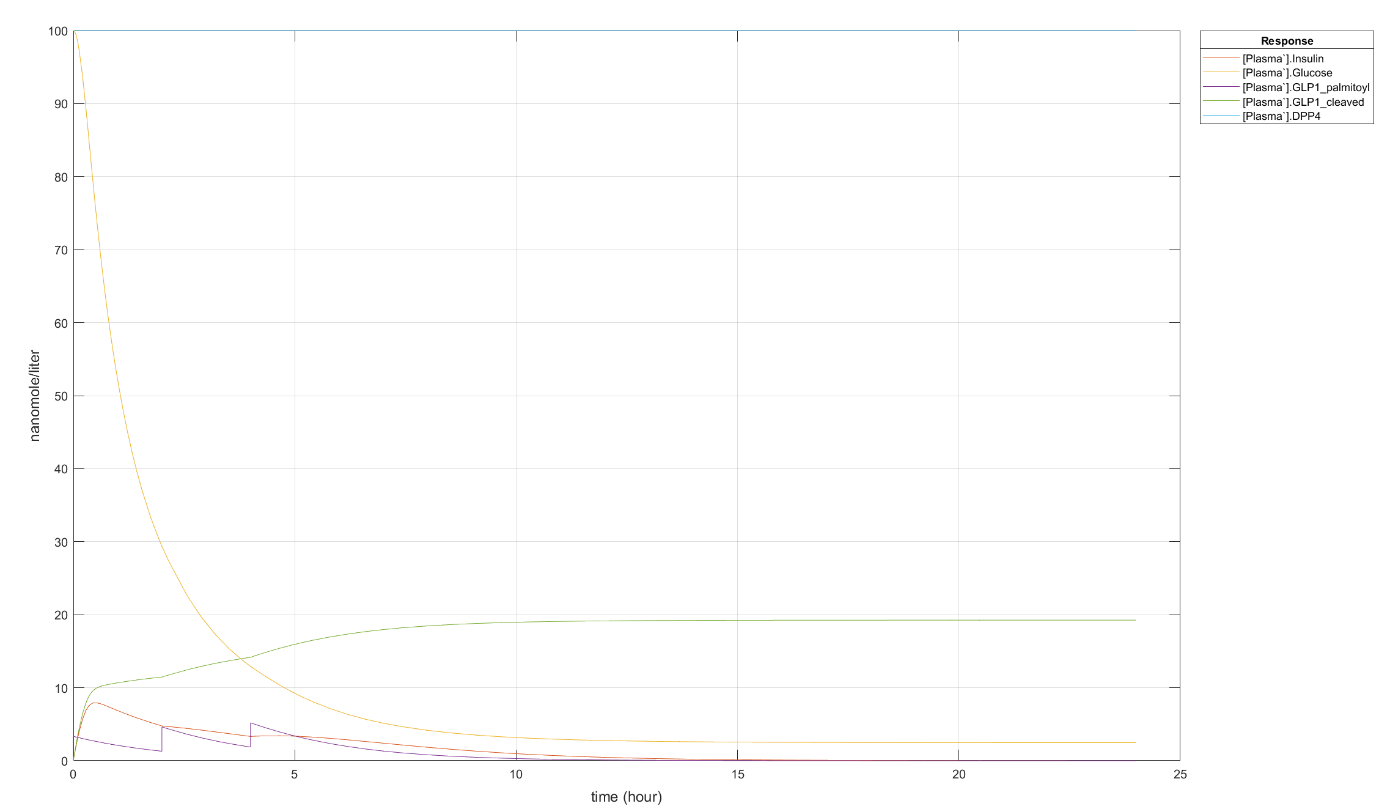 100
90
80
70
60
50
40
30
20
10
0
nanomole/liter
0 5 10 15 20 25
time (hour)
Response
[Plasma`].Insulin
[Plasma`].Glucose
[Plasma`].GLP1_palmitoyl
[Plasma`].GLP1_cleaved
[Plasma`].DPP4